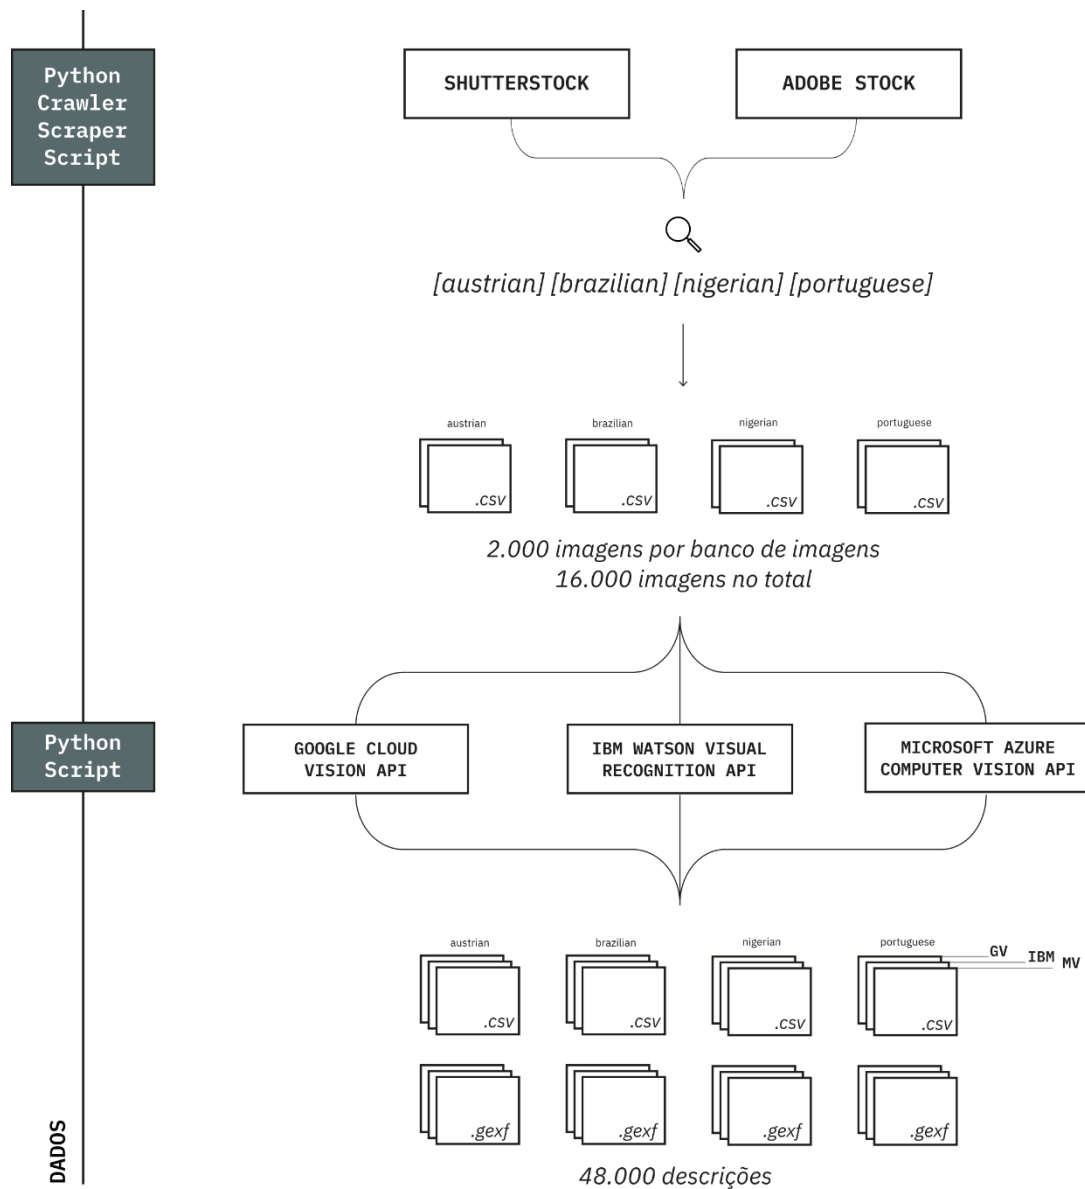 Python
Crawler
Scraper
Script
SHUTTERSTOCK
ADOBE STOCK
[austrian] [brazilian] [nigerian] [portuguese]
austrian
brazilian
nigerian
portuguese
.csv
.csv
.csv
.csv
2.000 imagens por banco de imagens
16.000 imagens no total
Python
Script
GOOGLE CLOUD
VISION API
IBM WATSON VISUAL
RECOGNITION API
MICROSOFT AZURE
COMPUTER VISION API
austrian
brazilian
nigerian
portuguese
GV
IBM
MV
.csv
.csv
.csv
.csv
.gexf
.gexf
.gexf
.gexf
48.000 descrições
DADOS